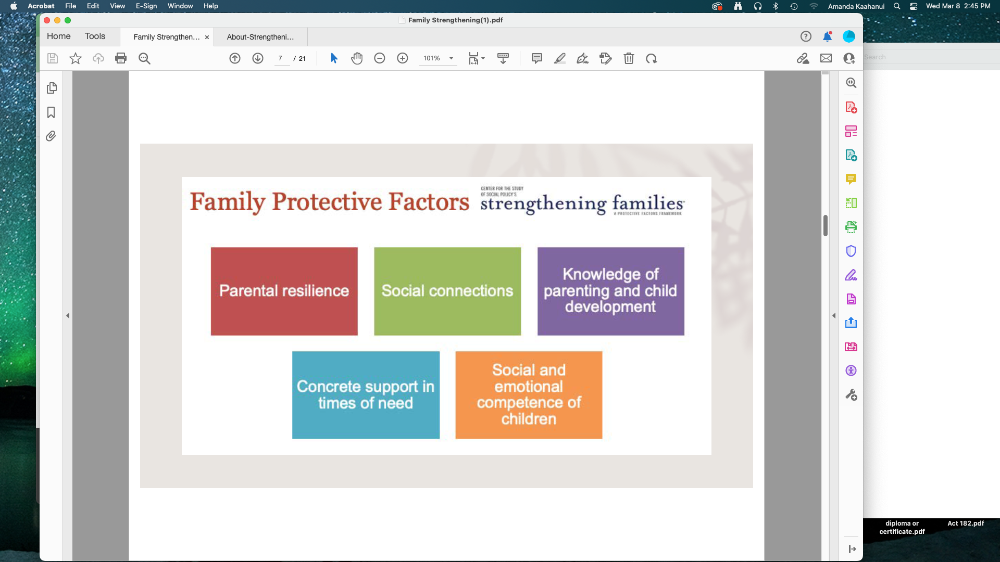 Acrobat File Edit View E-Sign Window Help
Amanda Kaahanui Wed Mar 8 2:45 PM
Family Strengthening(1).pdf
Home Tools Family Strengthen... × About-Strengtheni...
7 / 21 101%
Search
CENTER FOR THE STUDY
OF SOCIAL POLICY'S
Family Protective Factors strengthening families
A PROTECTIVE FACTORS FRAMEWORK
Parental resilience
Social connections
Knowledge of
parenting and child
development
Concrete support in
times of need
Social and
emotional
competence of
children
diploma or
certificate.pdf
Act 182.pdf